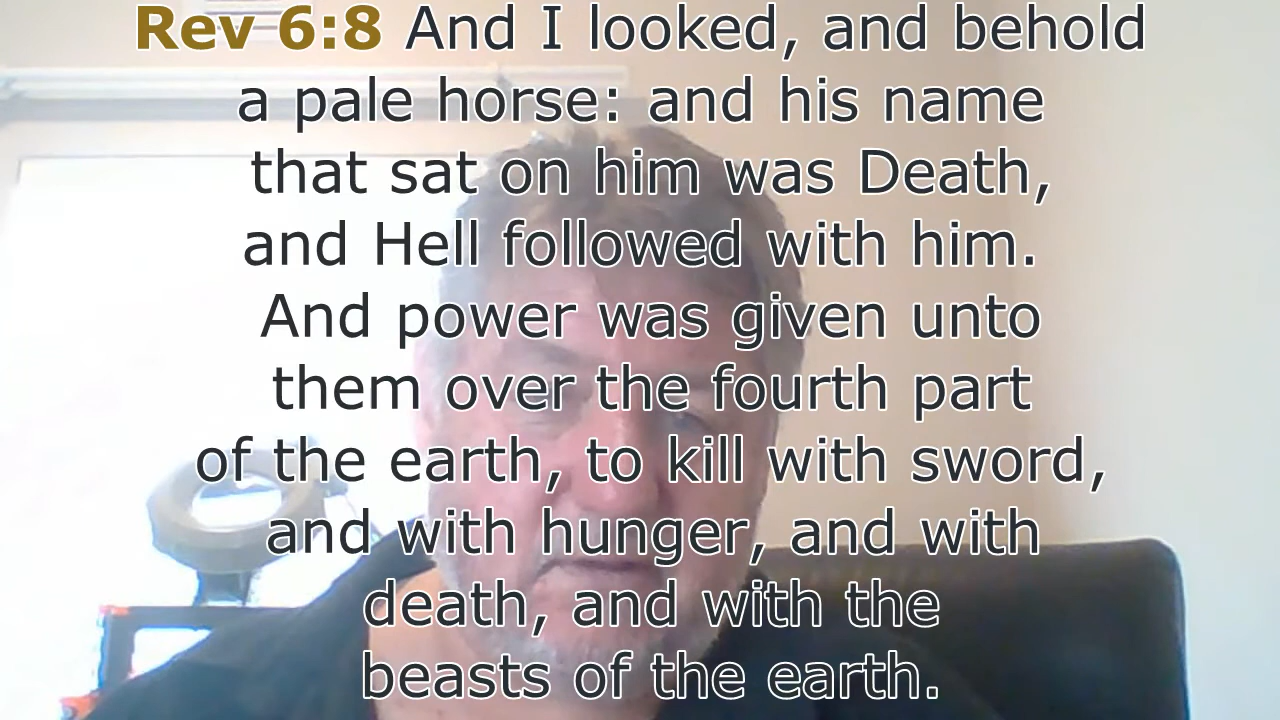 Rev 6:8 And I looked, and behold
a pale horse: and his name
that sat on him was Death,
and Hell followed with him.
And power was given unto
them over the fourth part
of the earth, to kill with sword,
and with hunger, and with
death, and with the
beasts of the earth.